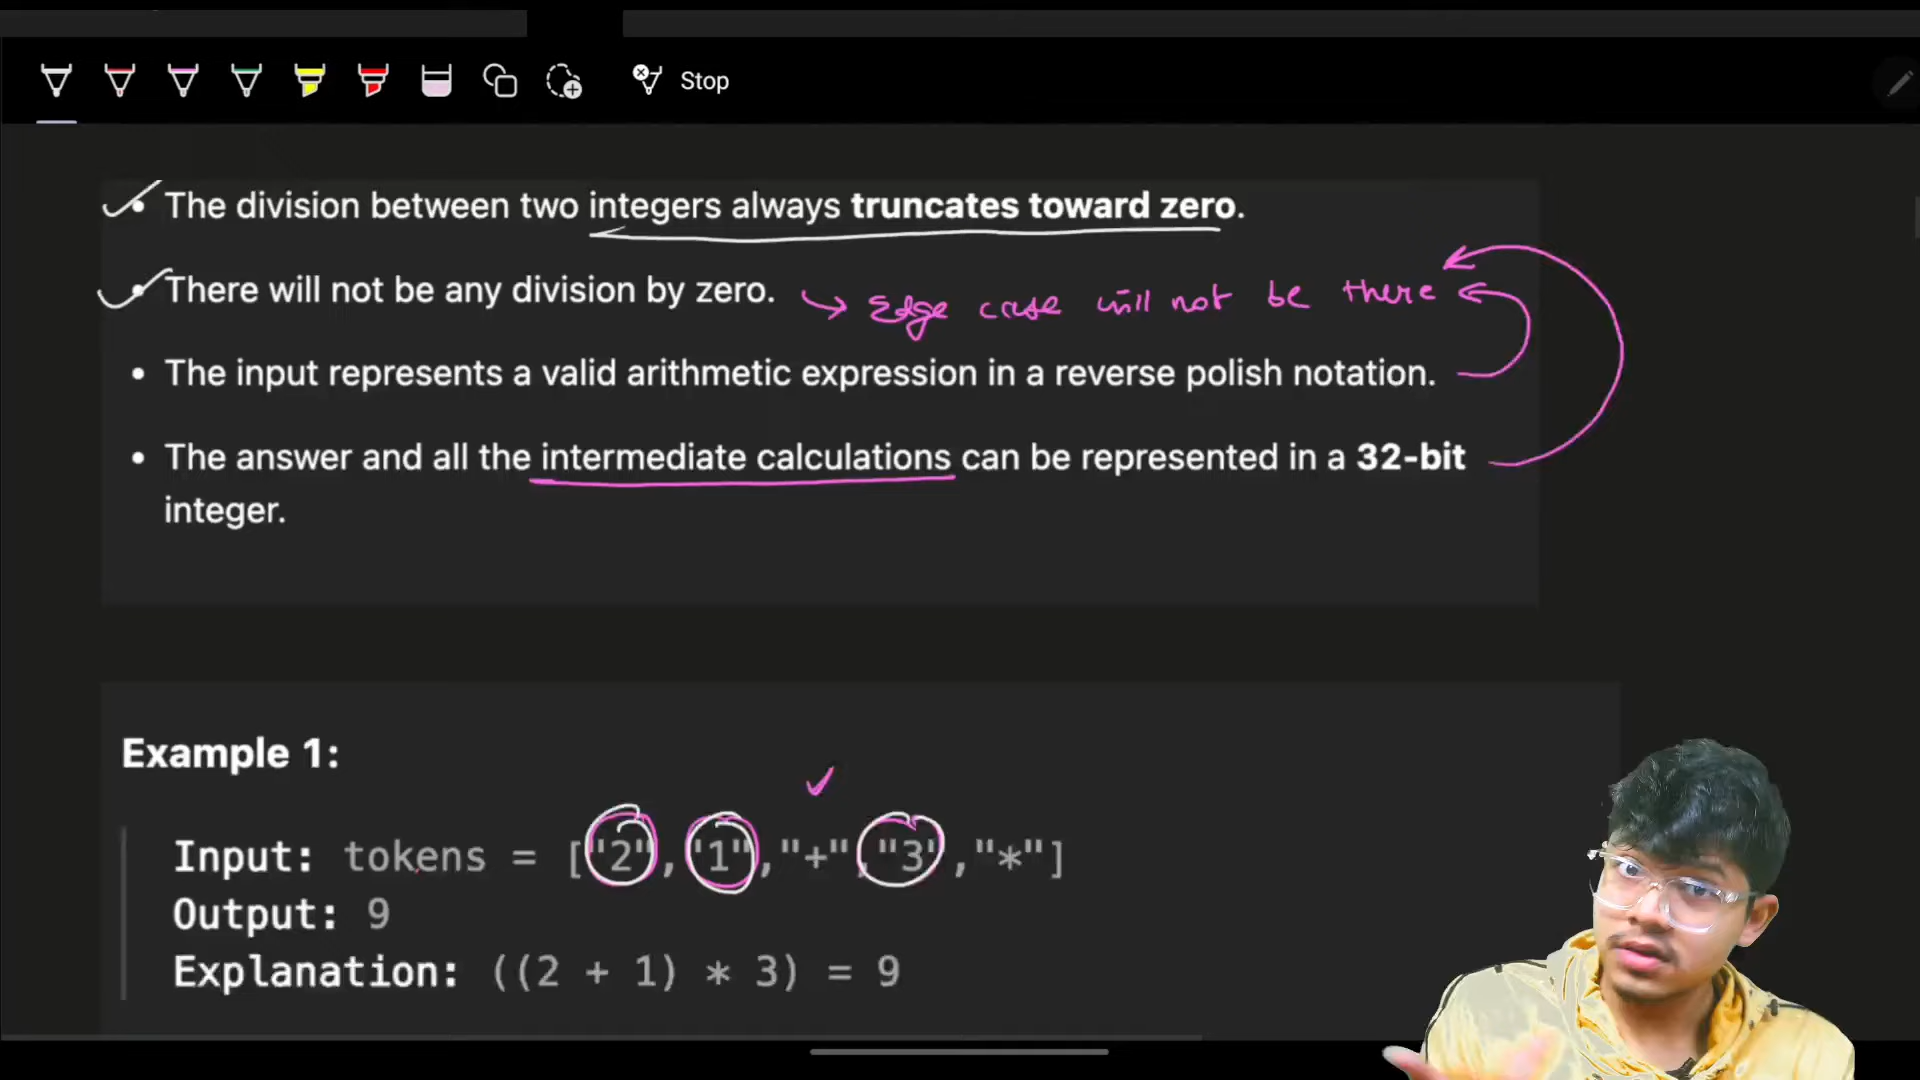 Stop
The division between two integers always truncates toward zero.
There will not be any division by zero. Edge case will not be there
The input represents a valid arithmetic expression in a reverse polish notation.
The answer and all the intermediate calculations can be represented in a 32-bit
integer.
Example 1:
Input: tokens = ["2","1","+","3","*"]
Output: 9
Explanation: ((2 + 1) * 3) = 9